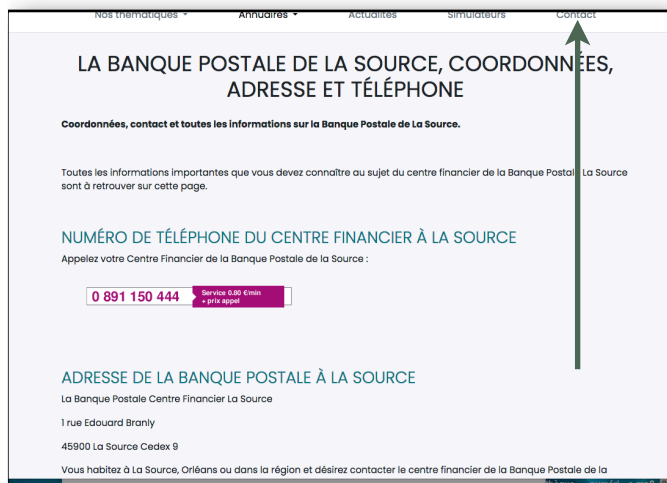 Nos thématiques Annuaires Actualités Simulateurs Contact
LA BANQUE POSTALE DE LA SOURCE, COORDONNÉES,
ADRESSE ET TÉLÉPHONE
Coordonnées, contact et toutes les informations sur la Banque Postale de La Source.
Toutes les informations importantes que vous devez connaître au sujet du centre financier de la Banque Postale La Source
sont à retrouver sur cette page.
NUMÉRO DE TÉLÉPHONE DU CENTRE FINANCIER À LA SOURCE
Appelez votre Centre Financier de la Banque Postale de la Source :
0 891 150 444 Service 0.80 €/min
+ prix appel
ADRESSE DE LA BANQUE POSTALE À LA SOURCE
La Banque Postale Centre Financier La Source
1 rue Edouard Branly
45900 La Source Cedex 9
Vous habitez à La Source, Orléans ou dans la région et désirez contacter le centre financier de la Banque Postale de la